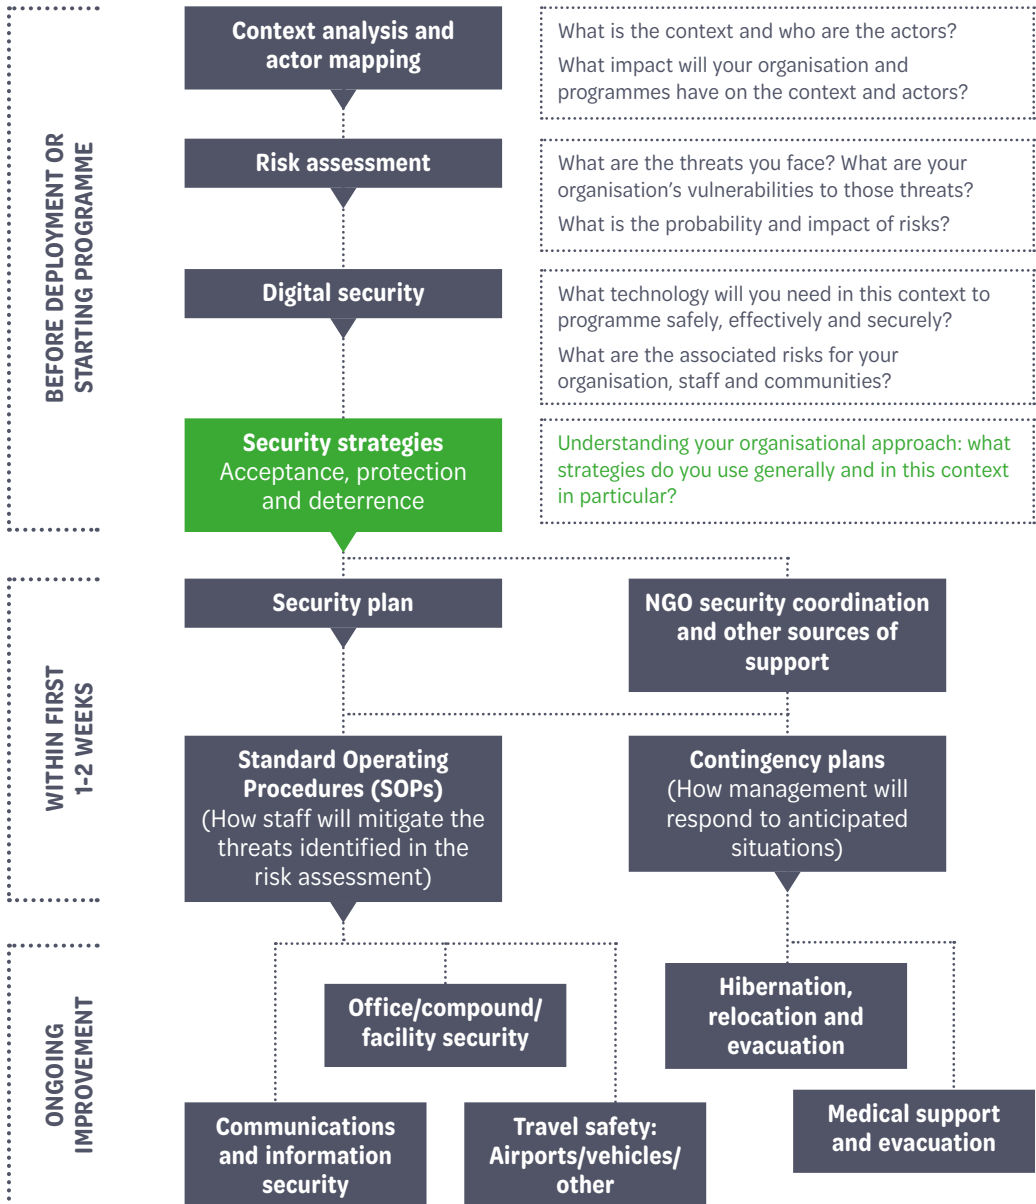 BEFORE DEPLOYMENT OR
STARTING PROGRAMME
Context analysis and
actor mapping
What is the context and who are the actors?
What impact will your organisation and
programmes have on the context and actors?
Risk assessment
What are the threats you face? What are your
organisation’s vulnerabilities to those threats?
What is the probability and impact of risks?
Digital security
What technology will you need in this context to
programme safely, effectively and securely?
What are the associated risks for your
organisation, staff and communities?
Security strategies
Acceptance, protection
and deterrence
Understanding your organisational approach: what
strategies do you use generally and in this context
in particular?
WITHIN FIRST
1-2 WEEKS
Security plan
NGO security coordination
and other sources of
support
Standard Operating
Procedures (SOPs)
(How staff will mitigate the
threats identified in the
risk assessment)
Contingency plans
(How management will
respond to anticipated
situations)
ONGOING
IMPROVEMENT
Office/compound/
facility security
Hibernation,
relocation and
evacuation
Communications
and information
security
Travel safety:
Airports/vehicles/
other
Medical support
and evacuation